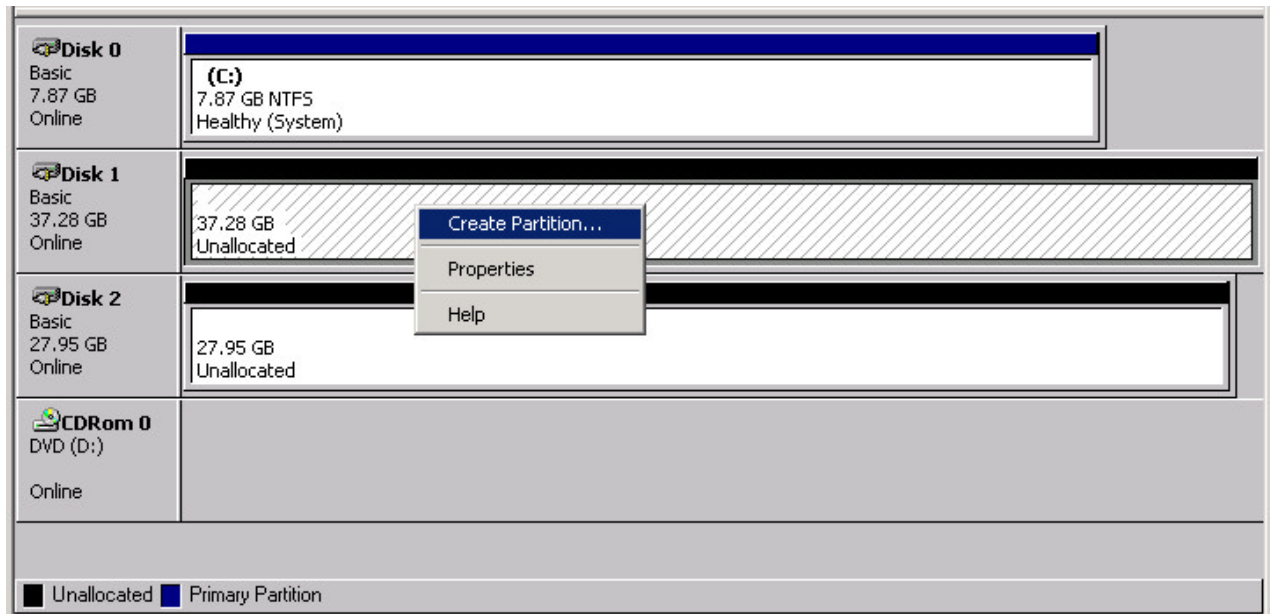 Disk 0
Basic
7.87 GB
Online
(C:)
7.87 GB NTFS
Healthy (System)
Disk 1
Basic
37.28 GB
Online
37.28 GB
Unallocated
Create Partition...
Properties
Help
Disk 2
Basic
27.95 GB
Online
27.95 GB
Unallocated
CDRom 0
DVD (D:)
Online
Unallocated Primary Partition